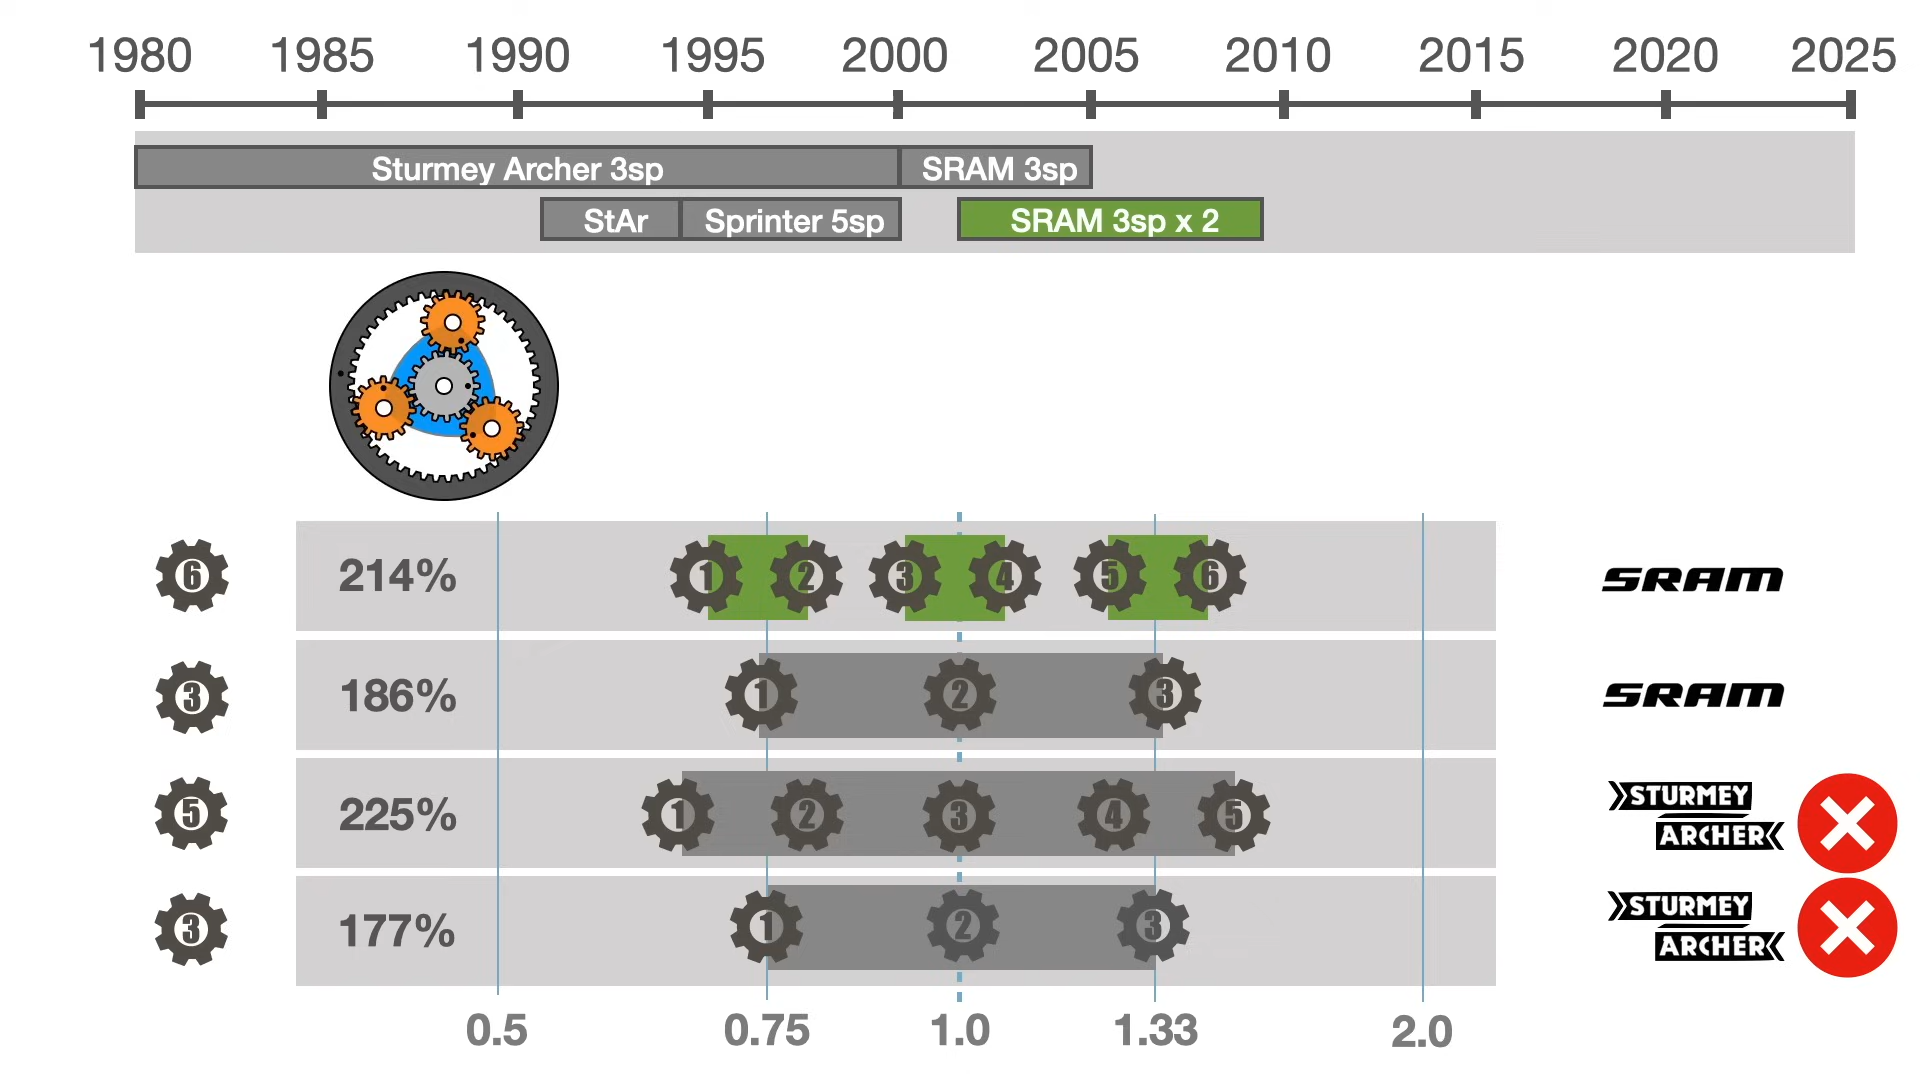 1980 1985 1990 1995 2000 2005 2010 2015 2020 2025
Sturmey Archer 3sp SRAM 3sp
StAr Sprinter 5sp SRAM 3sp x 2
6 214% 1 2 3 4 5 6 SRAM
3 186% 1 2 3 SRAM
5 225% 1 2 3 4 5 STURMEY
ARCHER
3 177% 1 2 3 STURMEY
ARCHER
0.5 0.75 1.0 1.33 2.0